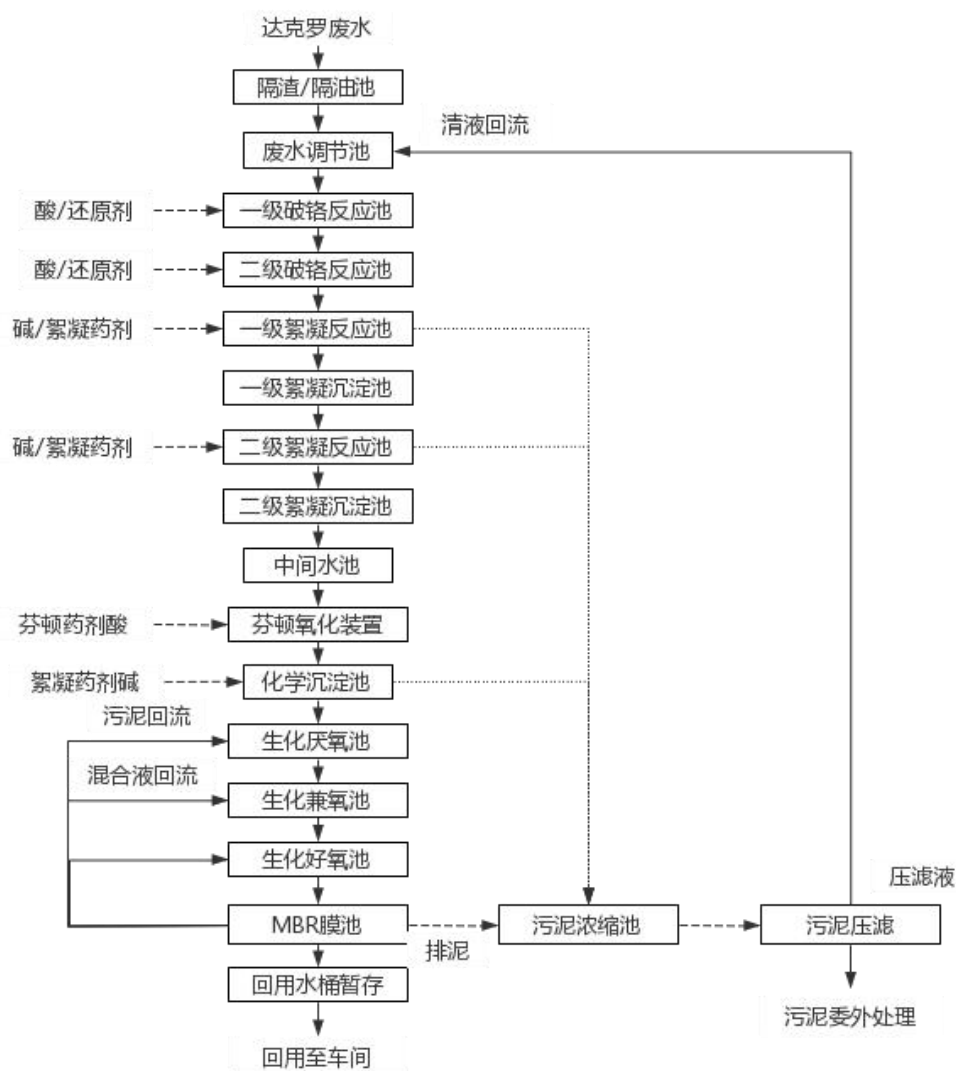 达克罗废水
隔渣/隔油池
清液回流
废水调节池
酸/还原剂
一级破铬反应池
酸/还原剂
二级破铬反应池
碱/絮凝药剂
一级絮凝反应池
一级絮凝沉淀池
碱/絮凝药剂
二级絮凝反应池
二级絮凝沉淀池
中间水池
芬顿药剂酸
芬顿氧化装置
絮凝药剂碱
化学沉淀池
污泥回流
生化厌氧池
混合液回流
生化兼氧池
生化好氧池
压滤液
MBR膜池
排泥
污泥浓缩池
污泥压滤
回用水桶暂存
污泥委外处理
回用至车间